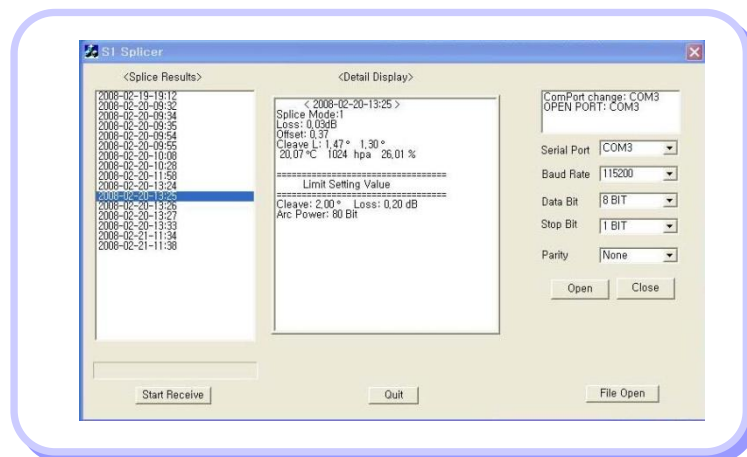 S1 Splicer
<Splice Results>
2008-02-19-19:12
2008-02-20-09:32
2008-02-20-09:34
2008-02-20-09:35
2008-02-20-09:54
2008-02-20-09:55
2008-02-20-10:08
2008-02-20-10:28
2008-02-20-11:58
2008-02-20-13:24
2008-02-20-13:25
2008-02-20-13:26
2008-02-20-13:27
2008-02-20-13:33
2008-02-21-11:34
2008-02-21-11:38
Start Receive
<Detail Display>
< 2008-02-20-13:25 >
Splice Mode:1
Loss: 0,03dB
Offset: 0,37
Cleave L: 1,47 °  1,30 °
20,07 ℃  1024  hpa  26,01 %
==================================
Limit Setting Value
==================================
Cleave: 2,00 °  Loss: 0,20 dB
Arc Power: 80 Bit
Quit
ComPort change: COM3
OPEN PORT: COM3
Serial Port COM3
Baud Rate 115200
Data Bit 8 BIT
Stop Bit 1 BIT
Parity None
Open Close
File Open